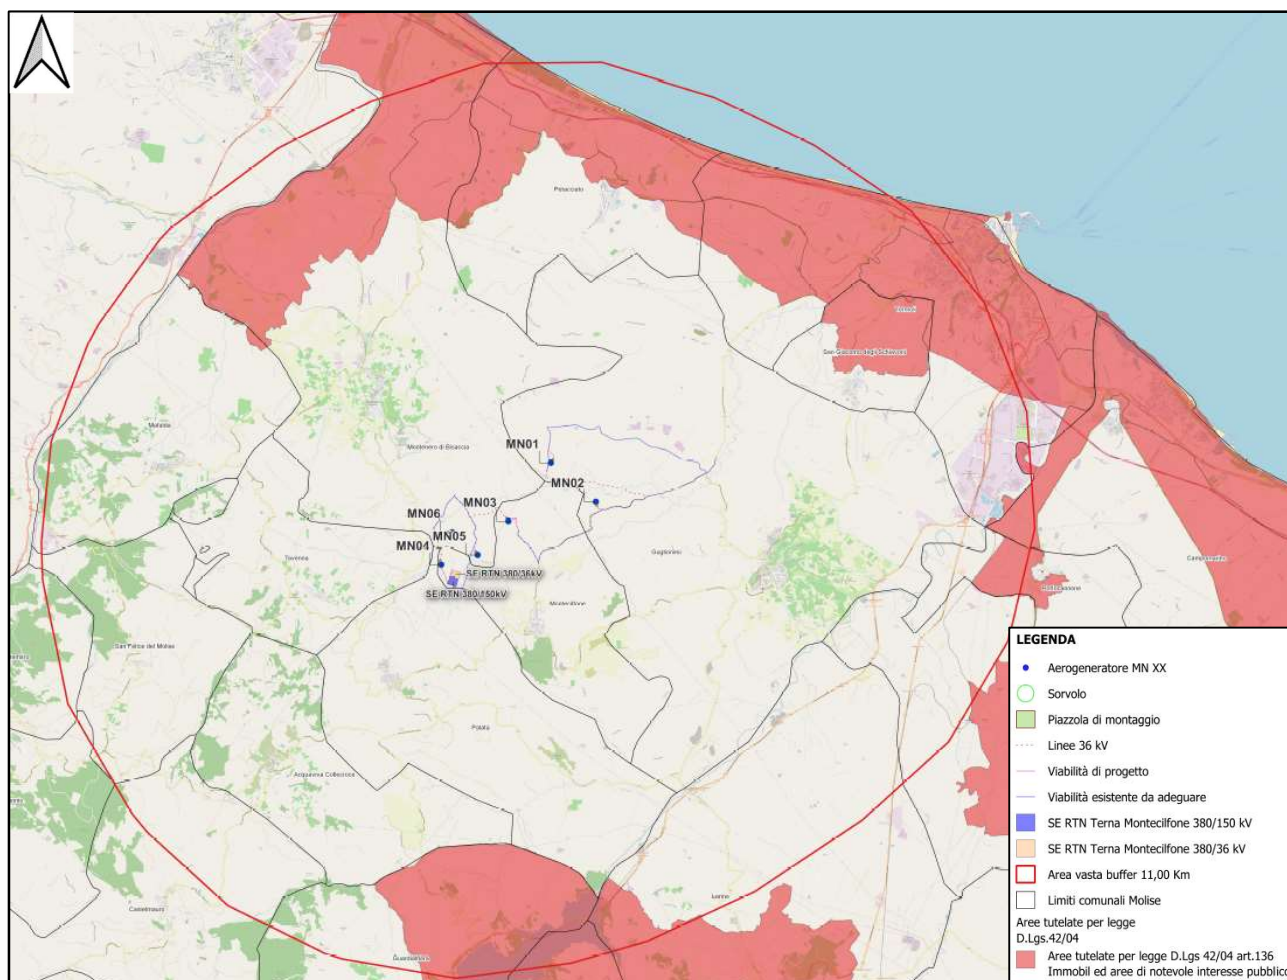 Petacciato
Termoli
San Giacomo degli Schiavoni
Mafalda
Montenero di Bisaccia
MN01
MN02
MN03
MN06
MN05
MN04
SE RTN 380/36kV
SE RTN 380/150kV
Tavenna
Guglionesi
Campomarino
Portocannone
Montecilfone
San Felice del Molise
Palata
Acquaviva Collecroce
Castelmauro
Guardialfiera
Larino
LEGENDA
Aerogeneratore MN XX
Sorvolo
Piazzola di montaggio
Linee 36 kV
Viabilità di progetto
Viabilità esistente da adeguare
SE RTN Terna Montecilfone 380/150 kV
SE RTN Terna Montecilfone 380/36 kV
Area vasta buffer 11,00 Km
Limiti comunali Molise
Aree tutelate per legge
D.Lgs.42/04
Aree tutelate per legge D.Lgs 42/04 art.136
Immobil ed aree di notevole interesse pubblico